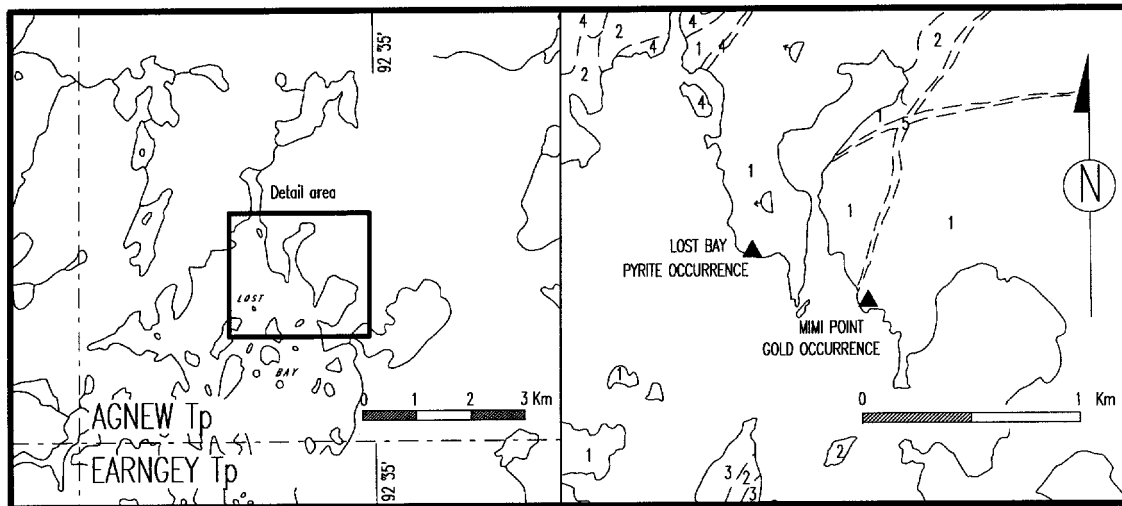 92°35'
Detail area
LOST
BAY
0 1 2 3 Km
AGNEW Tp
EARNGEY Tp
92°35'
4
2
4
1
4
2
2
4
1
1
1
1
N
LOST BAY
PYRITE OCCURRENCE
MIMI POINT
GOLD OCCURRENCE
1
0 1 Km
1
2
3
2
3